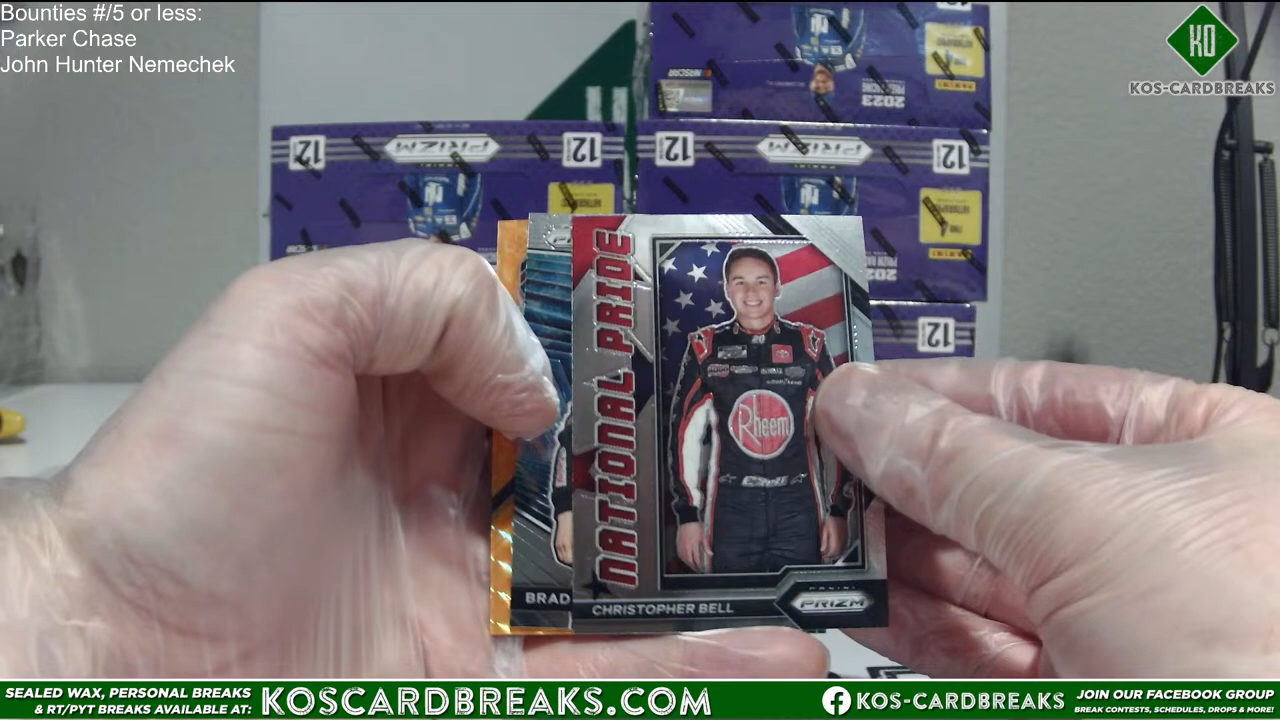 Bounties #/5 or less:
Parker Chase
John Hunter Nemechek
KO
KOS-CARDBREAKS
PRIZM
12
12
PRIZM
12
12
2023
12
NATIONAL PRIDE
Rheem
BRAD
CHRISTOPHER BELL
PANINI
PRIZM
SEALED WAX, PERSONAL BREAKS
& RT/PYT BREAKS AVAILABLE AT:
KOSCARDBREAKS.COM
KOS-CARDBREAKS
JOIN OUR FACEBOOK GROUP
BREAK CONTESTS, SCHEDULES, DROPS & MORE!